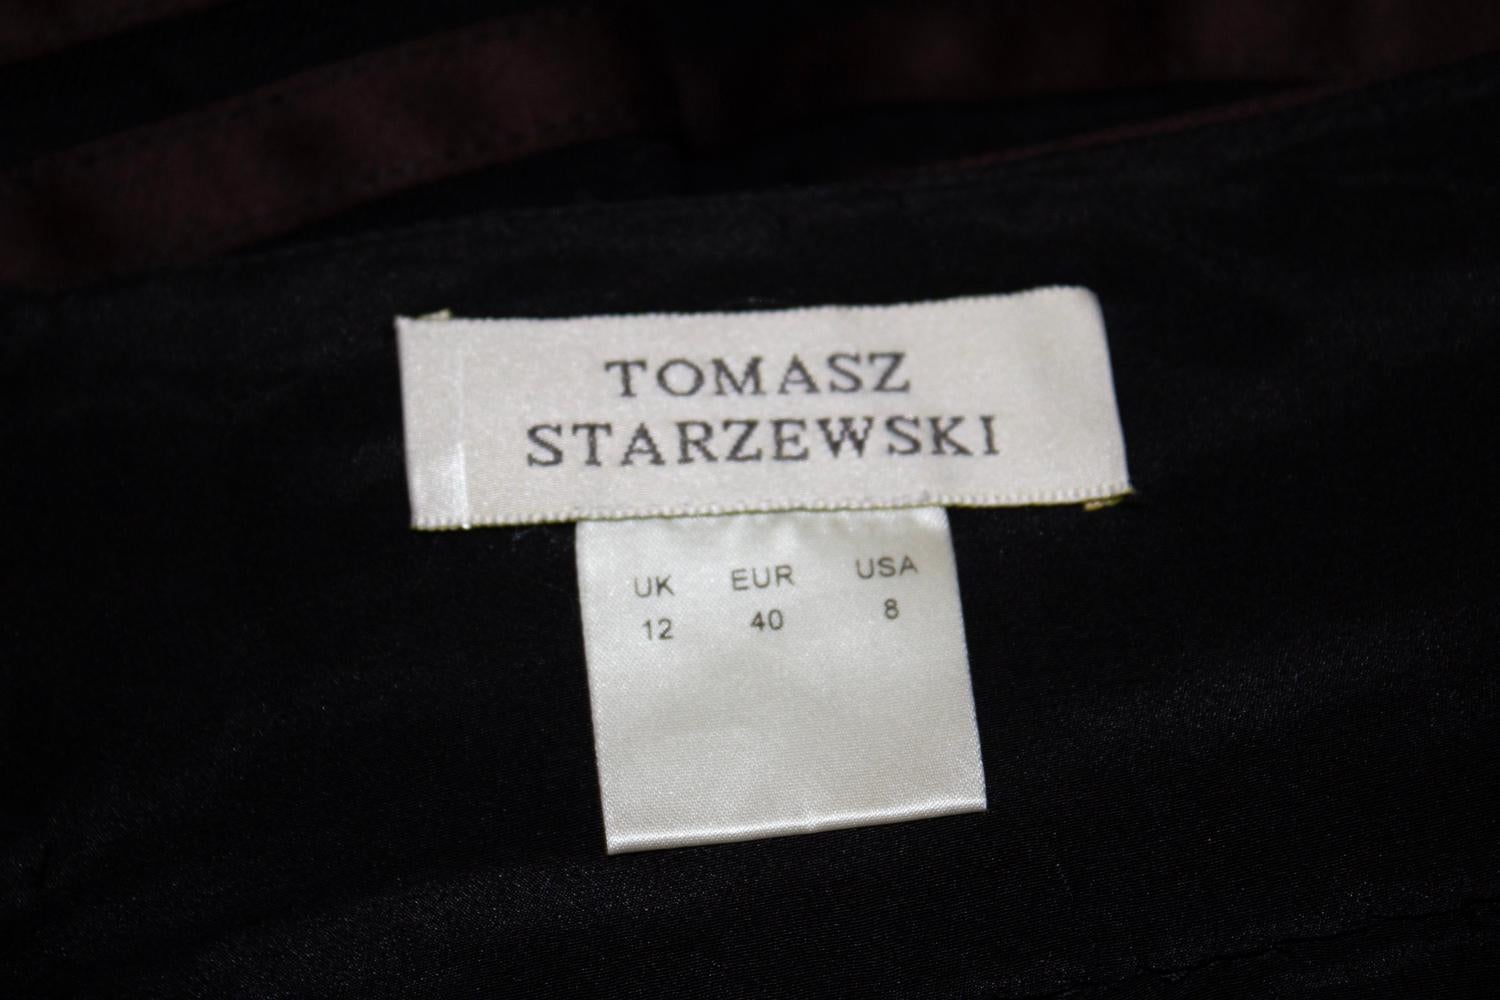 TOMASZ
STARZEWSKI
UK EUR USA
12 40 8